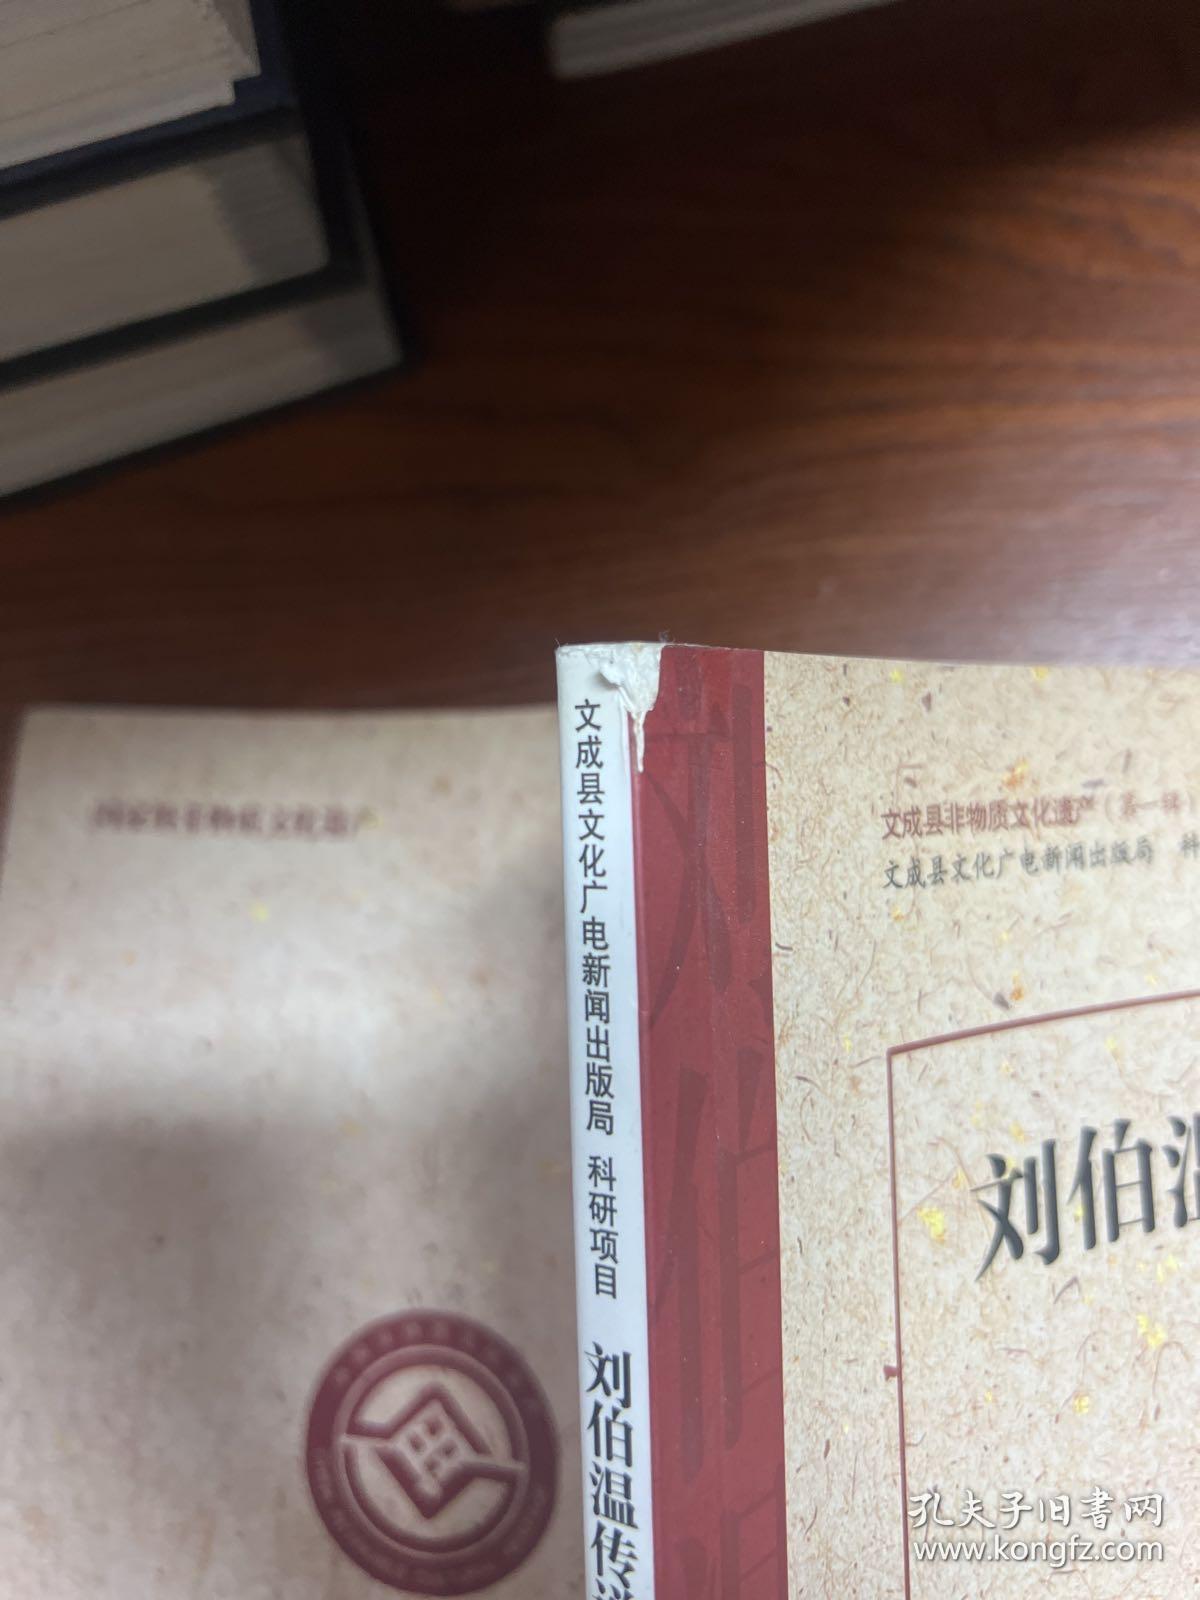 文成县文化广电新闻出版局 科研项目 刘伯温传
文成县非物质文化遗产(第一辑)
文成县文化广电新闻出版局 科
刘伯温
刘伯温
国家级非物质文化遗产
孔夫子旧书网
www.kongfz.com